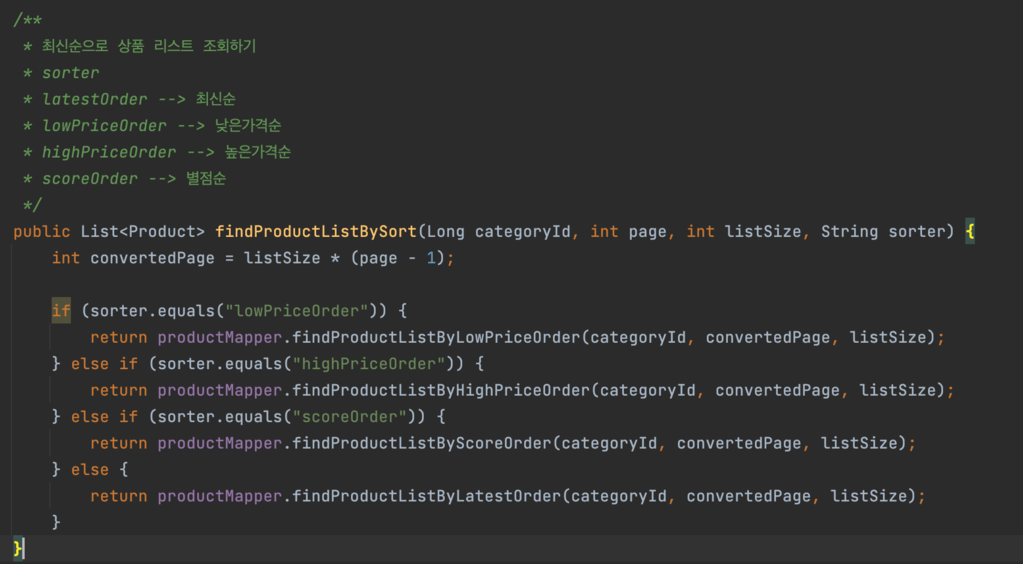 /**
 * 최신순으로 상품 리스트 조회하기
 * sorter
 * latestOrder --> 최신순
 * lowPriceOrder --> 낮은가격순
 * highPriceOrder --> 높은가격순
 * scoreOrder --> 별점순
 */
public List<Product> findProductListBySort(Long categoryId, int page, int listSize, String sorter) {
    int convertedPage = listSize * (page - 1);

    if (sorter.equals("lowPriceOrder")) {
        return productMapper.findProductListByLowPriceOrder(categoryId, convertedPage, listSize);
    } else if (sorter.equals("highPriceOrder")) {
        return productMapper.findProductListByHighPriceOrder(categoryId, convertedPage, listSize);
    } else if (sorter.equals("scoreOrder")) {
        return productMapper.findProductListByScoreOrder(categoryId, convertedPage, listSize);
    } else {
        return productMapper.findProductListByLatestOrder(categoryId, convertedPage, listSize);
    }
}